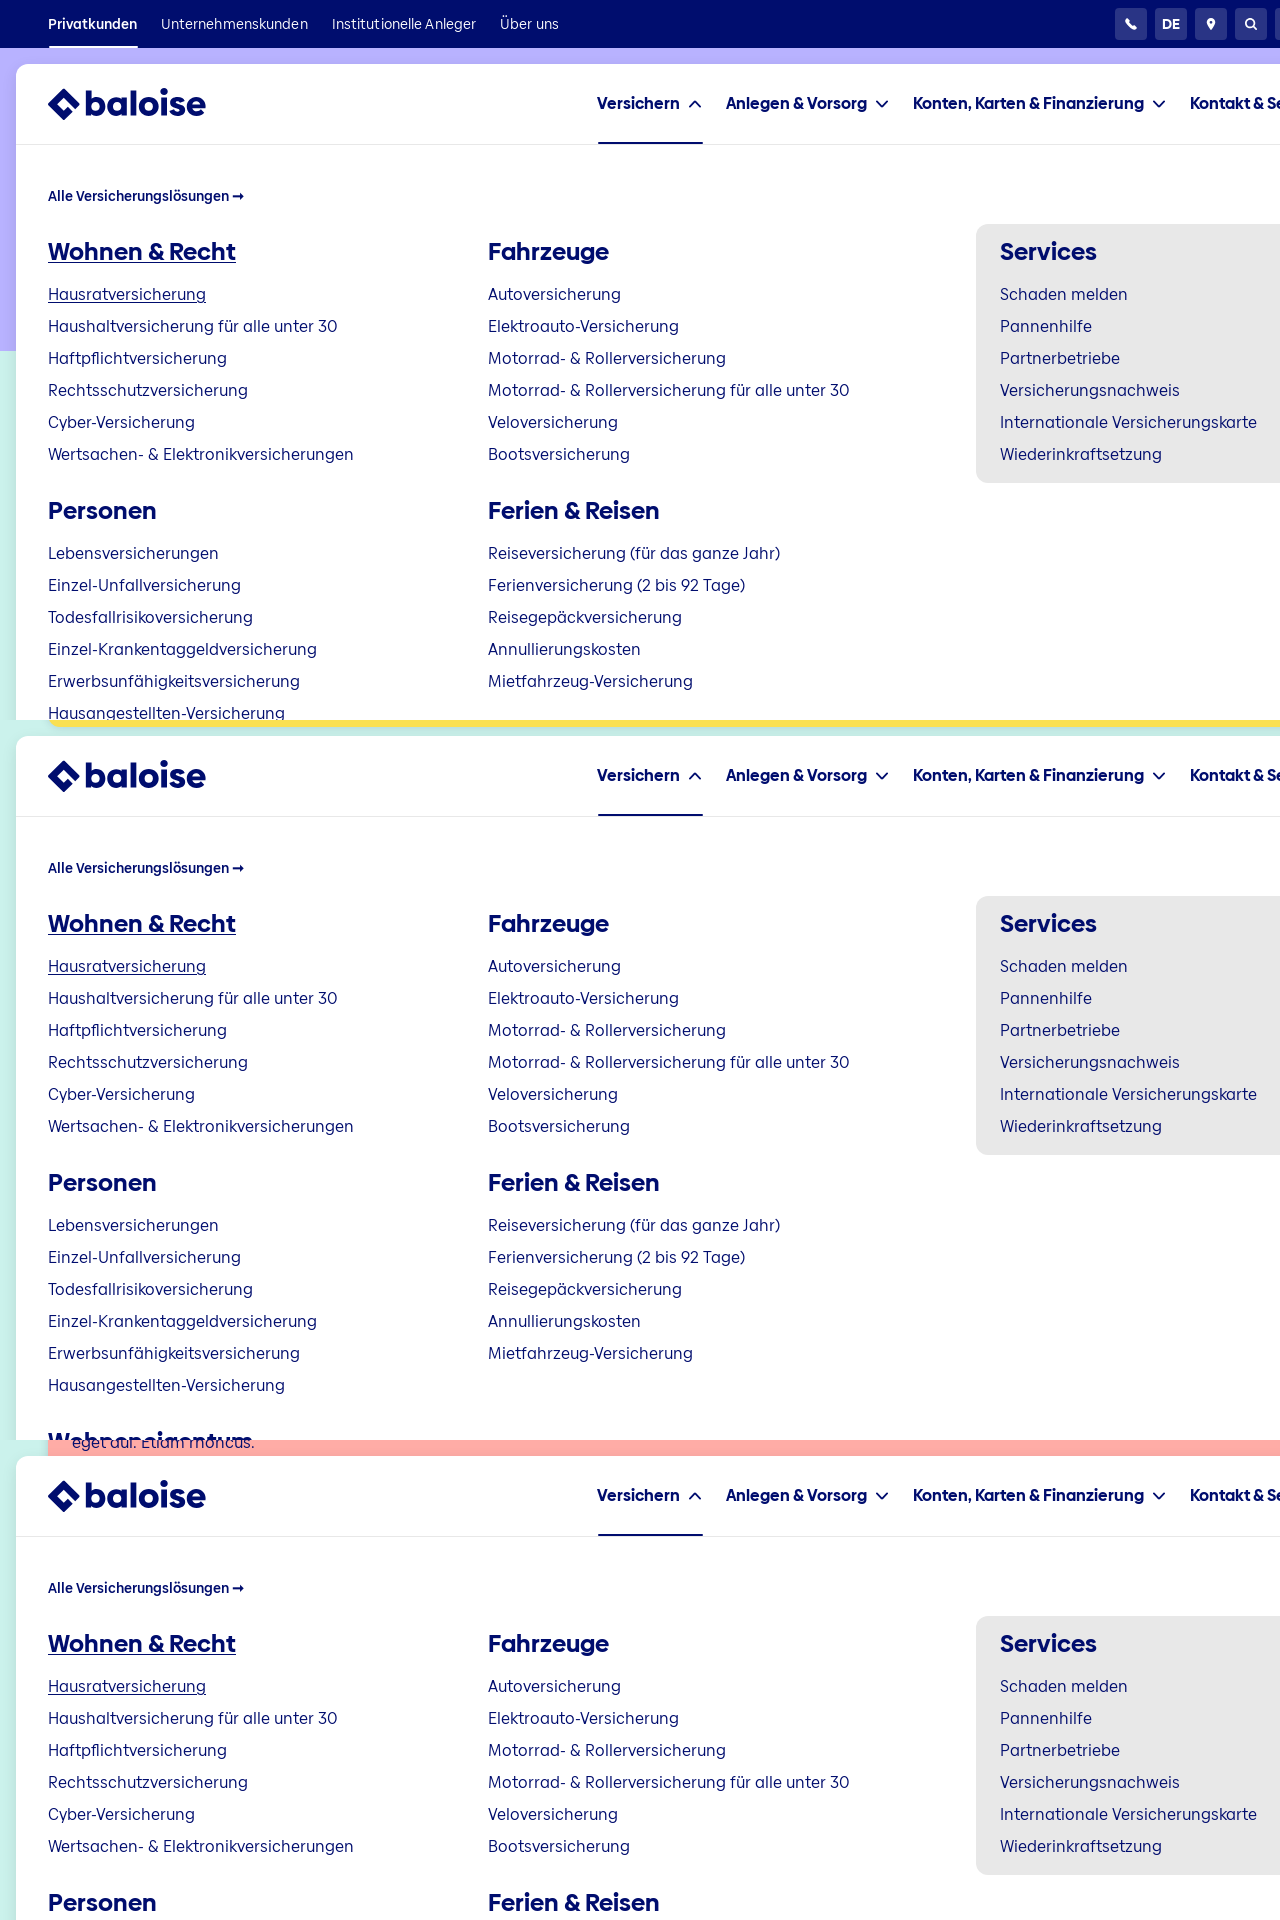 Privatkunden Unternehmenskunden Institutionelle Anleger Über uns DE
baloise Versichern Anlegen & Vorsorg Konten, Karten & Finanzierung Kontakt & Se
Alle Versicherungslösungen →
Wohnen & Recht
Hausratversicherung
Haushaltversicherung für alle unter 30
Haftpflichtversicherung
Rechtsschutzversicherung
Cyber-Versicherung
Wertsachen- & Elektronikversicherungen
Fahrzeuge
Autoversicherung
Elektroauto-Versicherung
Motorrad- & Rollerversicherung
Motorrad- & Rollerversicherung für alle unter 30
Veloversicherung
Bootsversicherung
Services
Schaden melden
Pannenhilfe
Partnerbetriebe
Versicherungsnachweis
Internationale Versicherungskarte
Wiederinkraftsetzung
Personen
Lebensversicherungen
Einzel-Unfallversicherung
Todesfallrisikoversicherung
Einzel-Krankentaggeldversicherung
Erwerbsunfähigkeitsversicherung
Hausangestellten-Versicherung
Ferien & Reisen
Reiseversicherung (für das ganze Jahr)
Ferienversicherung (2 bis 92 Tage)
Reisegepäckversicherung
Annullierungskosten
Mietfahrzeug-Versicherung
baloise Versichern Anlegen & Vorsorg Konten, Karten & Finanzierung Kontakt & Se
Alle Versicherungslösungen →
Wohnen & Recht
Hausratversicherung
Haushaltversicherung für alle unter 30
Haftpflichtversicherung
Rechtsschutzversicherung
Cyber-Versicherung
Wertsachen- & Elektronikversicherungen
Fahrzeuge
Autoversicherung
Elektroauto-Versicherung
Motorrad- & Rollerversicherung
Motorrad- & Rollerversicherung für alle unter 30
Veloversicherung
Bootsversicherung
Services
Schaden melden
Pannenhilfe
Partnerbetriebe
Versicherungsnachweis
Internationale Versicherungskarte
Wiederinkraftsetzung
Personen
Lebensversicherungen
Einzel-Unfallversicherung
Todesfallrisikoversicherung
Einzel-Krankentaggeldversicherung
Erwerbsunfähigkeitsversicherung
Hausangestellten-Versicherung
Ferien & Reisen
Reiseversicherung (für das ganze Jahr)
Ferienversicherung (2 bis 92 Tage)
Reisegepäckversicherung
Annullierungskosten
Mietfahrzeug-Versicherung
Wohneigentum
eget dui. Etiam rhoncus.
baloise Versichern Anlegen & Vorsorg Konten, Karten & Finanzierung Kontakt & Se
Alle Versicherungslösungen →
Wohnen & Recht
Hausratversicherung
Haushaltversicherung für alle unter 30
Haftpflichtversicherung
Rechtsschutzversicherung
Cyber-Versicherung
Wertsachen- & Elektronikversicherungen
Fahrzeuge
Autoversicherung
Elektroauto-Versicherung
Motorrad- & Rollerversicherung
Motorrad- & Rollerversicherung für alle unter 30
Veloversicherung
Bootsversicherung
Services
Schaden melden
Pannenhilfe
Partnerbetriebe
Versicherungsnachweis
Internationale Versicherungskarte
Wiederinkraftsetzung
Personen
Ferien & Reisen